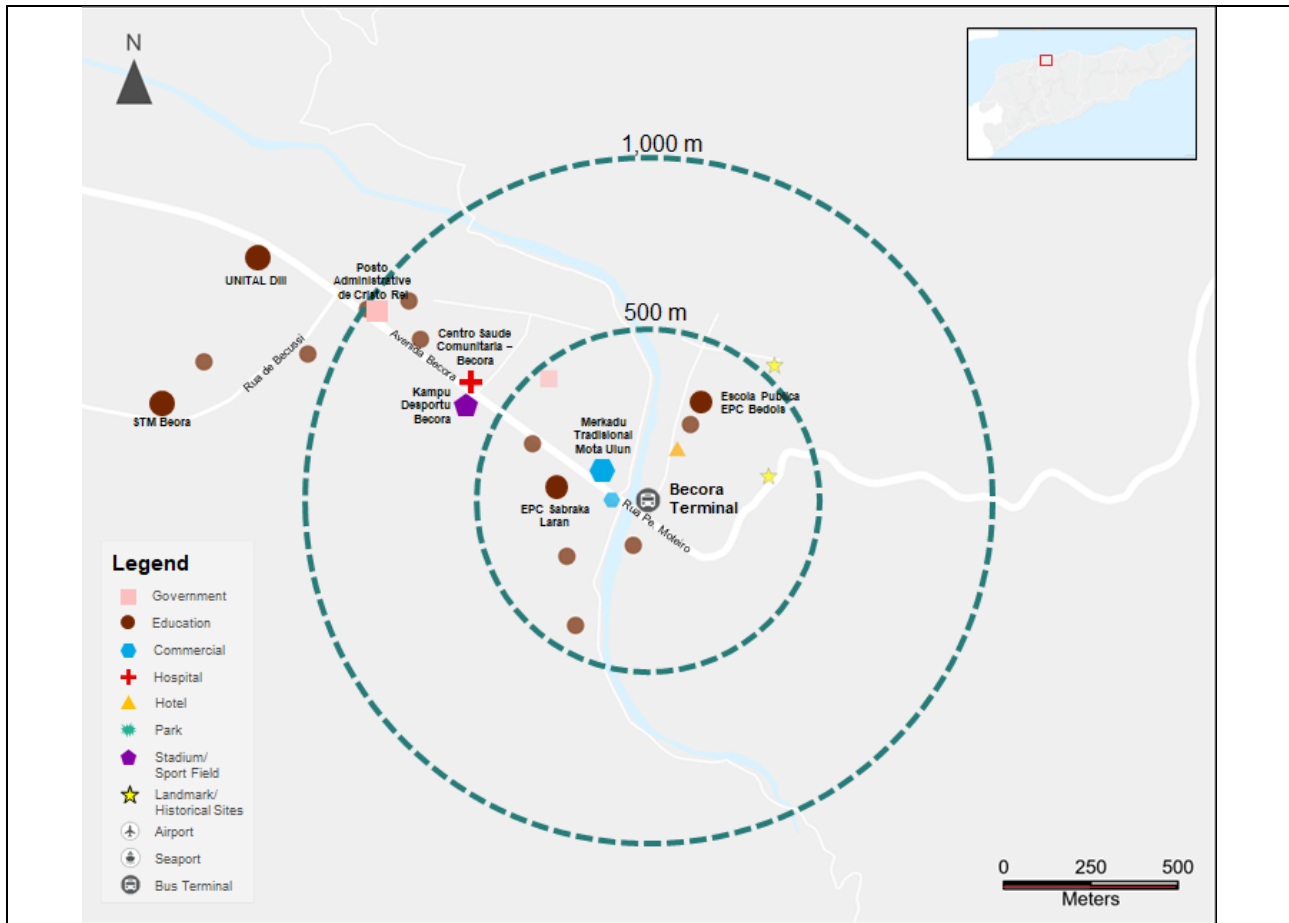 N
1,000 m
UNITAL Dili
Posto
Administrative
de Cristo Rei
500 m
Avenida Becora
Centro Saude
Comunitaria –
Becora
Rua de Becussi
Kampu
Desportu
Becora
STM Beora
Escola Publica
EPC Bedois
Merkadu
Tradisional
Mota Ulun
EPC Sabraka
Laran
Becora
Terminal
Rua Pe. Moteiro
Legend
Government
Education
Commercial
Hospital
Hotel
Park
Stadium/
Sport Field
Landmark/
Historical Sites
Airport
Seaport
Bus Terminal
0 250 500
Meters